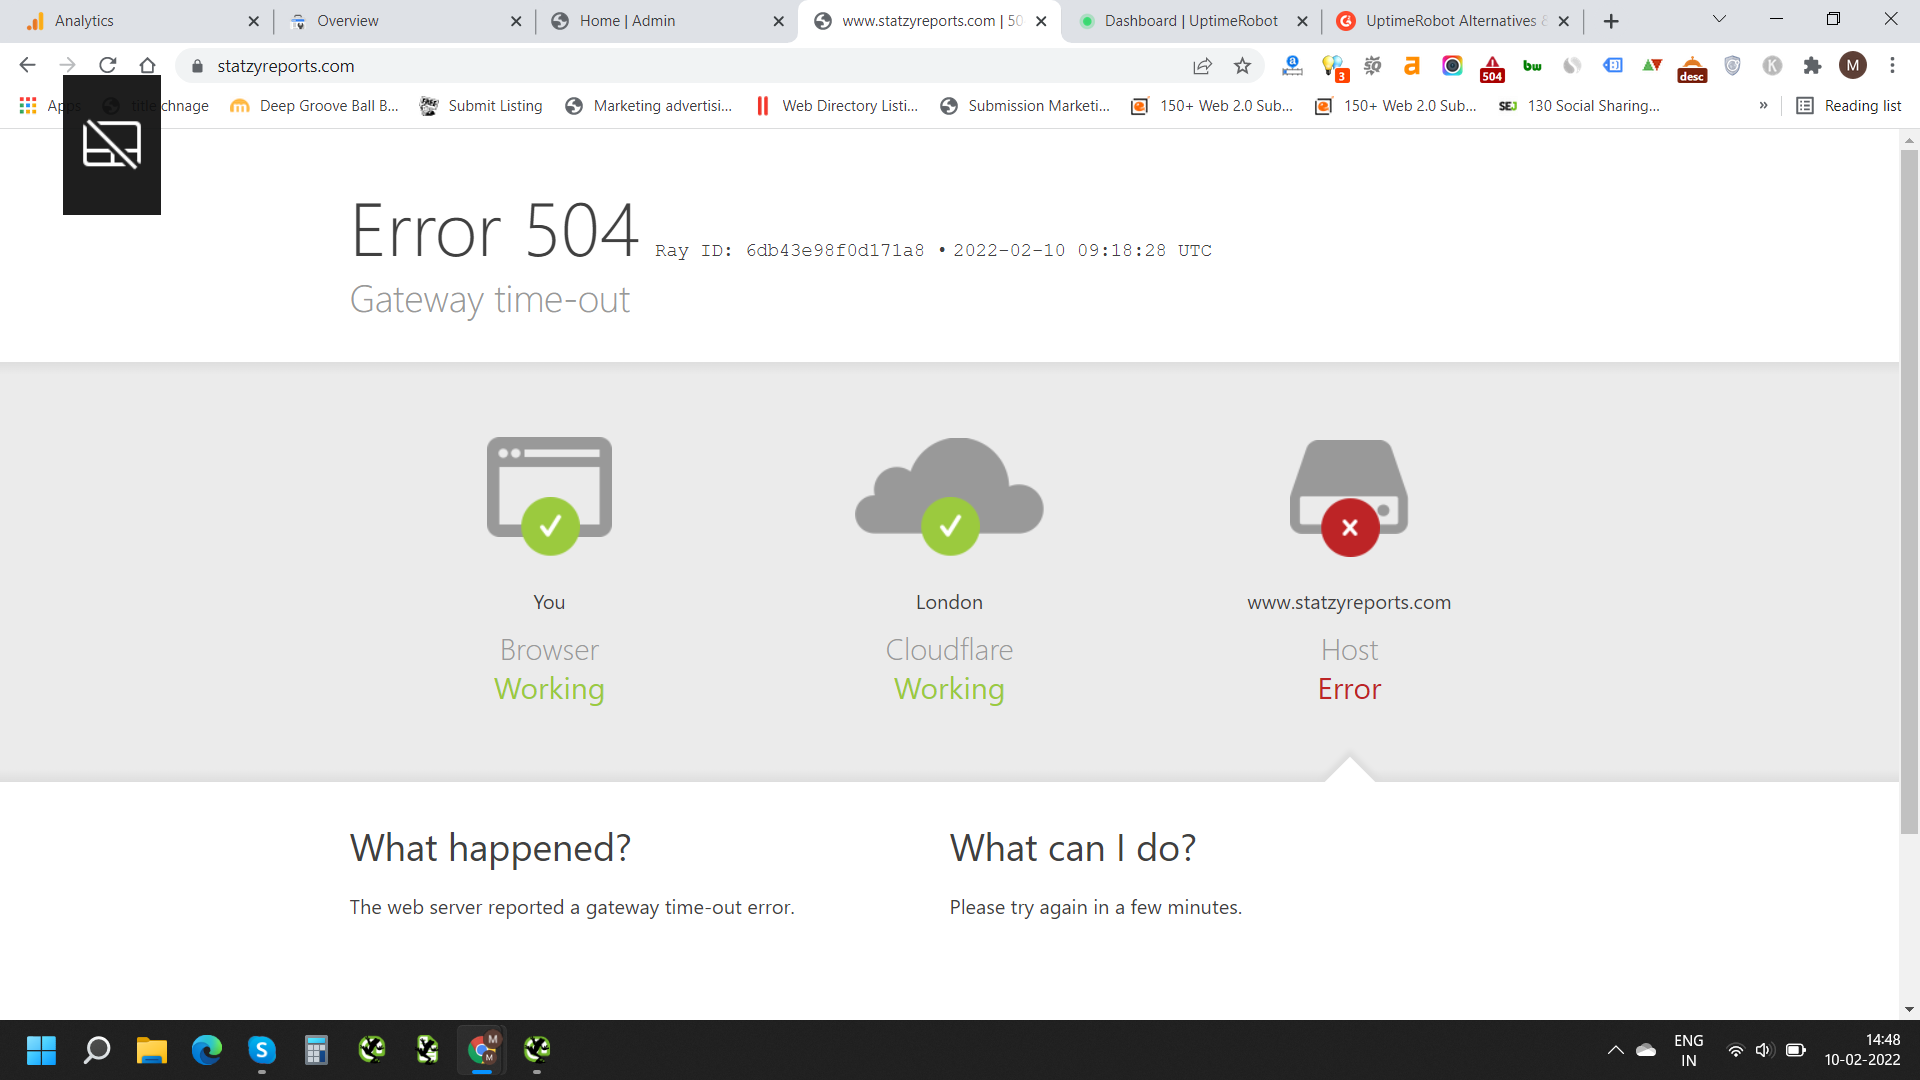 Analytics
Overview
Home | Admin
www.statzyreports.com | 50
Dashboard | UptimeRobot
UptimeRobot Alternatives &
statzyreports.com
3
SQ
a
504
bw
desc
K
M
Apps
titlechnage
Deep Groove Ball B...
FREE
Submit Listing
Marketing advertisi...
Web Directory Listi...
Submission Marketi...
150+ Web 2.0 Sub...
150+ Web 2.0 Sub...
SEJ
130 Social Sharing...
»
Reading list
Error 504 Ray ID: 6db43e98f0d171a8 • 2022-02-10 09:18:28 UTC
Gateway time-out
You
Browser
Working
London
Cloudflare
Working
www.statzyreports.com
Host
Error
What happened?
The web server reported a gateway time-out error.
What can I do?
Please try again in a few minutes.
S
M
M
ENG
IN
14:48
10-02-2022